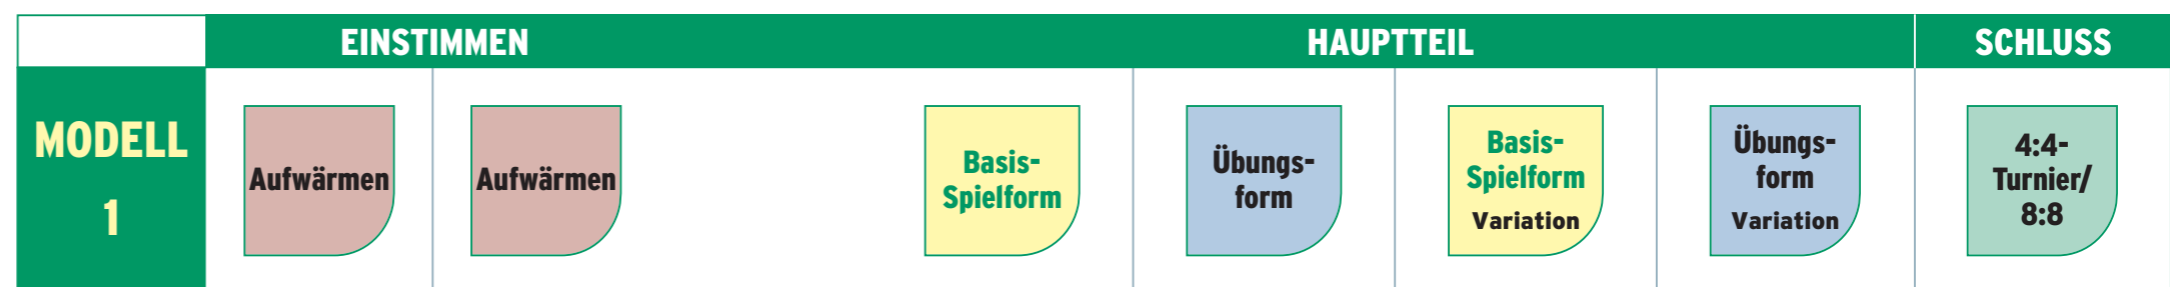 EINSTIMMEN
HAUPTTEIL
SCHLUSS
MODELL
1
Aufwärmen
Aufwärmen
Basis-
Spielform
Übungs-
form
Basis-
Spielform
Variation
Übungs-
form
Variation
4:4-
Turnier/
8:8